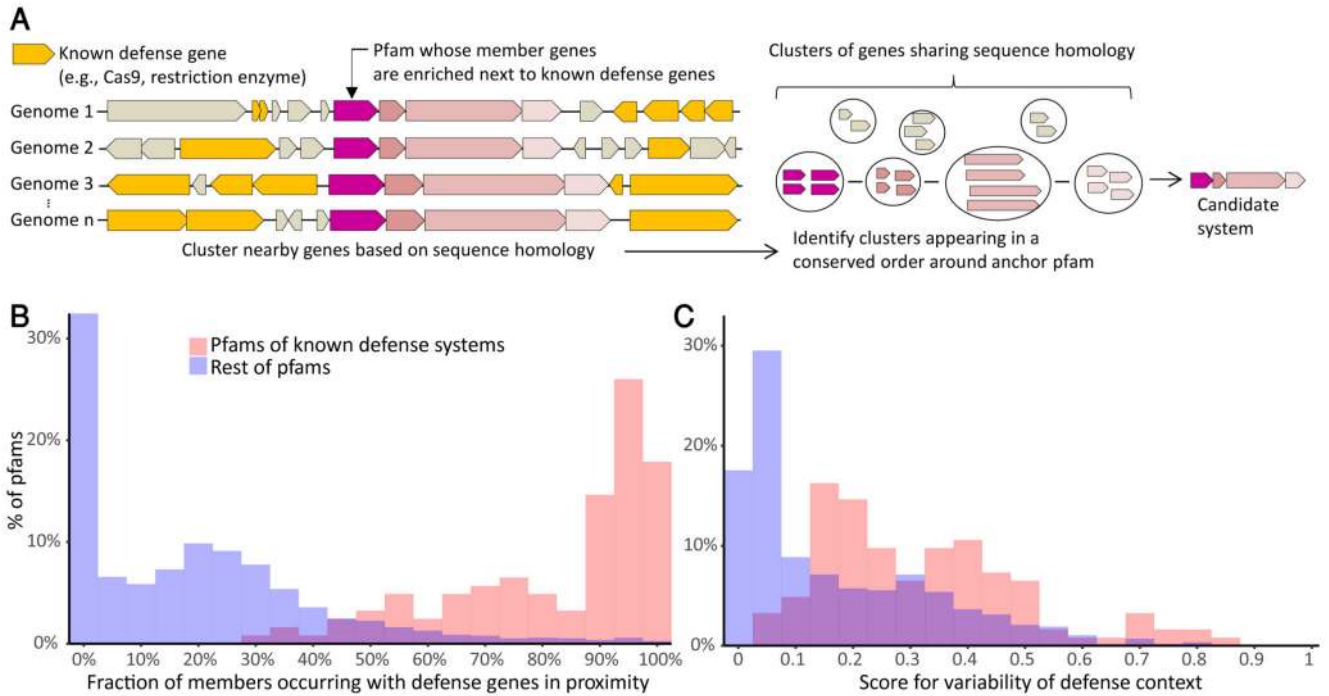 A
Known defense gene
(e.g., Cas9, restriction enzyme)
Pfam whose member genes
are enriched next to known defense genes
Clusters of genes sharing sequence homology
Genome 1
Genome 2
Genome 3
⋮
Genome n
Cluster nearby genes based on sequence homology
Identify clusters appearing in a
conserved order around anchor pfam
Candidate
system
B
Pfams of known defense systems
Rest of pfams
% of pfams
30%
20%
10%
0%
0% 10% 20% 30% 40% 50% 60% 70% 80% 90% 100%
Fraction of members occurring with defense genes in proximity
C
30%
20%
10%
0%
0 0.1 0.2 0.3 0.4 0.5 0.6 0.7 0.8 0.9 1
Score for variability of defense context